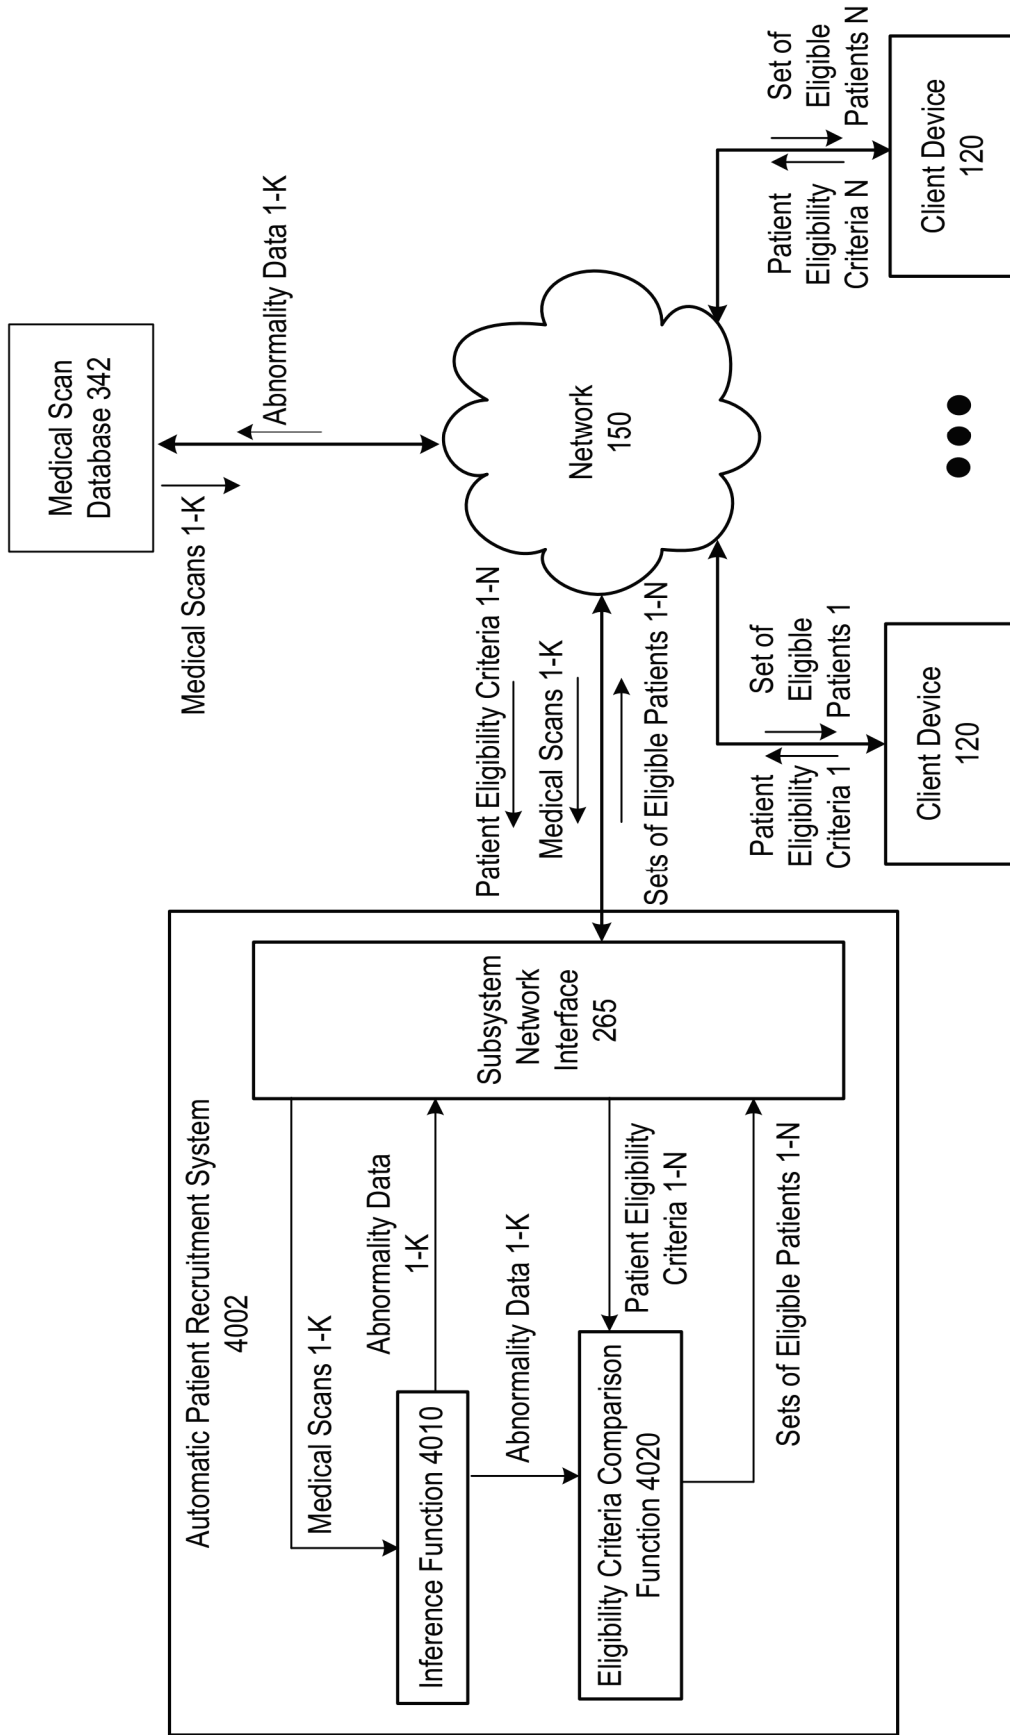 Automatic Patient Recruitment System
4002
Medical Scans 1-K
Inference Function 4010
Abnormality Data
1-K
Abnormality Data 1-K
Eligibility Criteria Comparison
Function 4020
Patient Eligibility
Criteria 1-N
Sets of Eligible Patients 1-N
Subsystem
Network
Interface
265
Patient Eligibility Criteria 1-N
Medical Scans 1-K
Sets of Eligible Patients 1-N
Medical Scan
Database 342
Medical Scans 1-K
Abnormality Data 1-K
Network
150
Patient
Eligibility
Criteria 1
Set of
Eligible
Patients 1
Client Device
120
Patient
Eligibility
Criteria N
Set of
Eligible
Patients N
Client Device
120